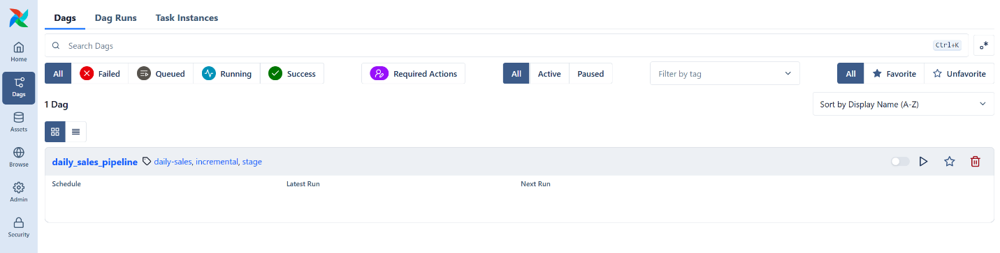 Dags Dag Runs Task Instances
Search Dags Ctrl+K .*
All Failed Queued Running Success Required Actions All Active Paused Filter by tag All Favorite Unfavorite
1 Dag Sort by Display Name (A-Z)
daily_sales_pipeline daily-sales, incremental, stage
Schedule Latest Run Next Run
Home
Dags
Assets
Browse
Admin
Security